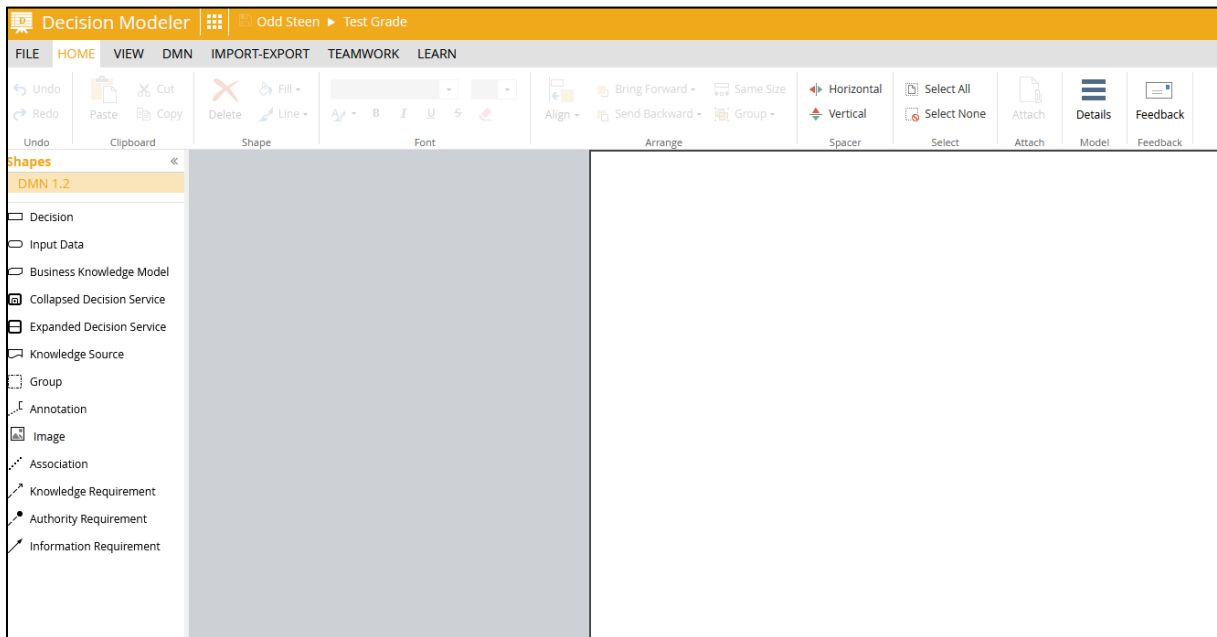 Decision Modeler Odd Steen ▶ Test Grade
FILE HOME VIEW DMN IMPORT-EXPORT TEAMWORK LEARN
Undo Cut Fill Bring Forward Same Size Horizontal Select All
Redo Paste Copy Delete Line A B I U S Align Send Backward Group Vertical Select None Attach Details Feedback
Undo Clipboard Shape Font Arrange Spacer Select Attach Model Feedback
Shapes «
DMN 1.2
Decision
Input Data
Business Knowledge Model
Collapsed Decision Service
Expanded Decision Service
Knowledge Source
Group
Annotation
Image
Association
Knowledge Requirement
Authority Requirement
Information Requirement